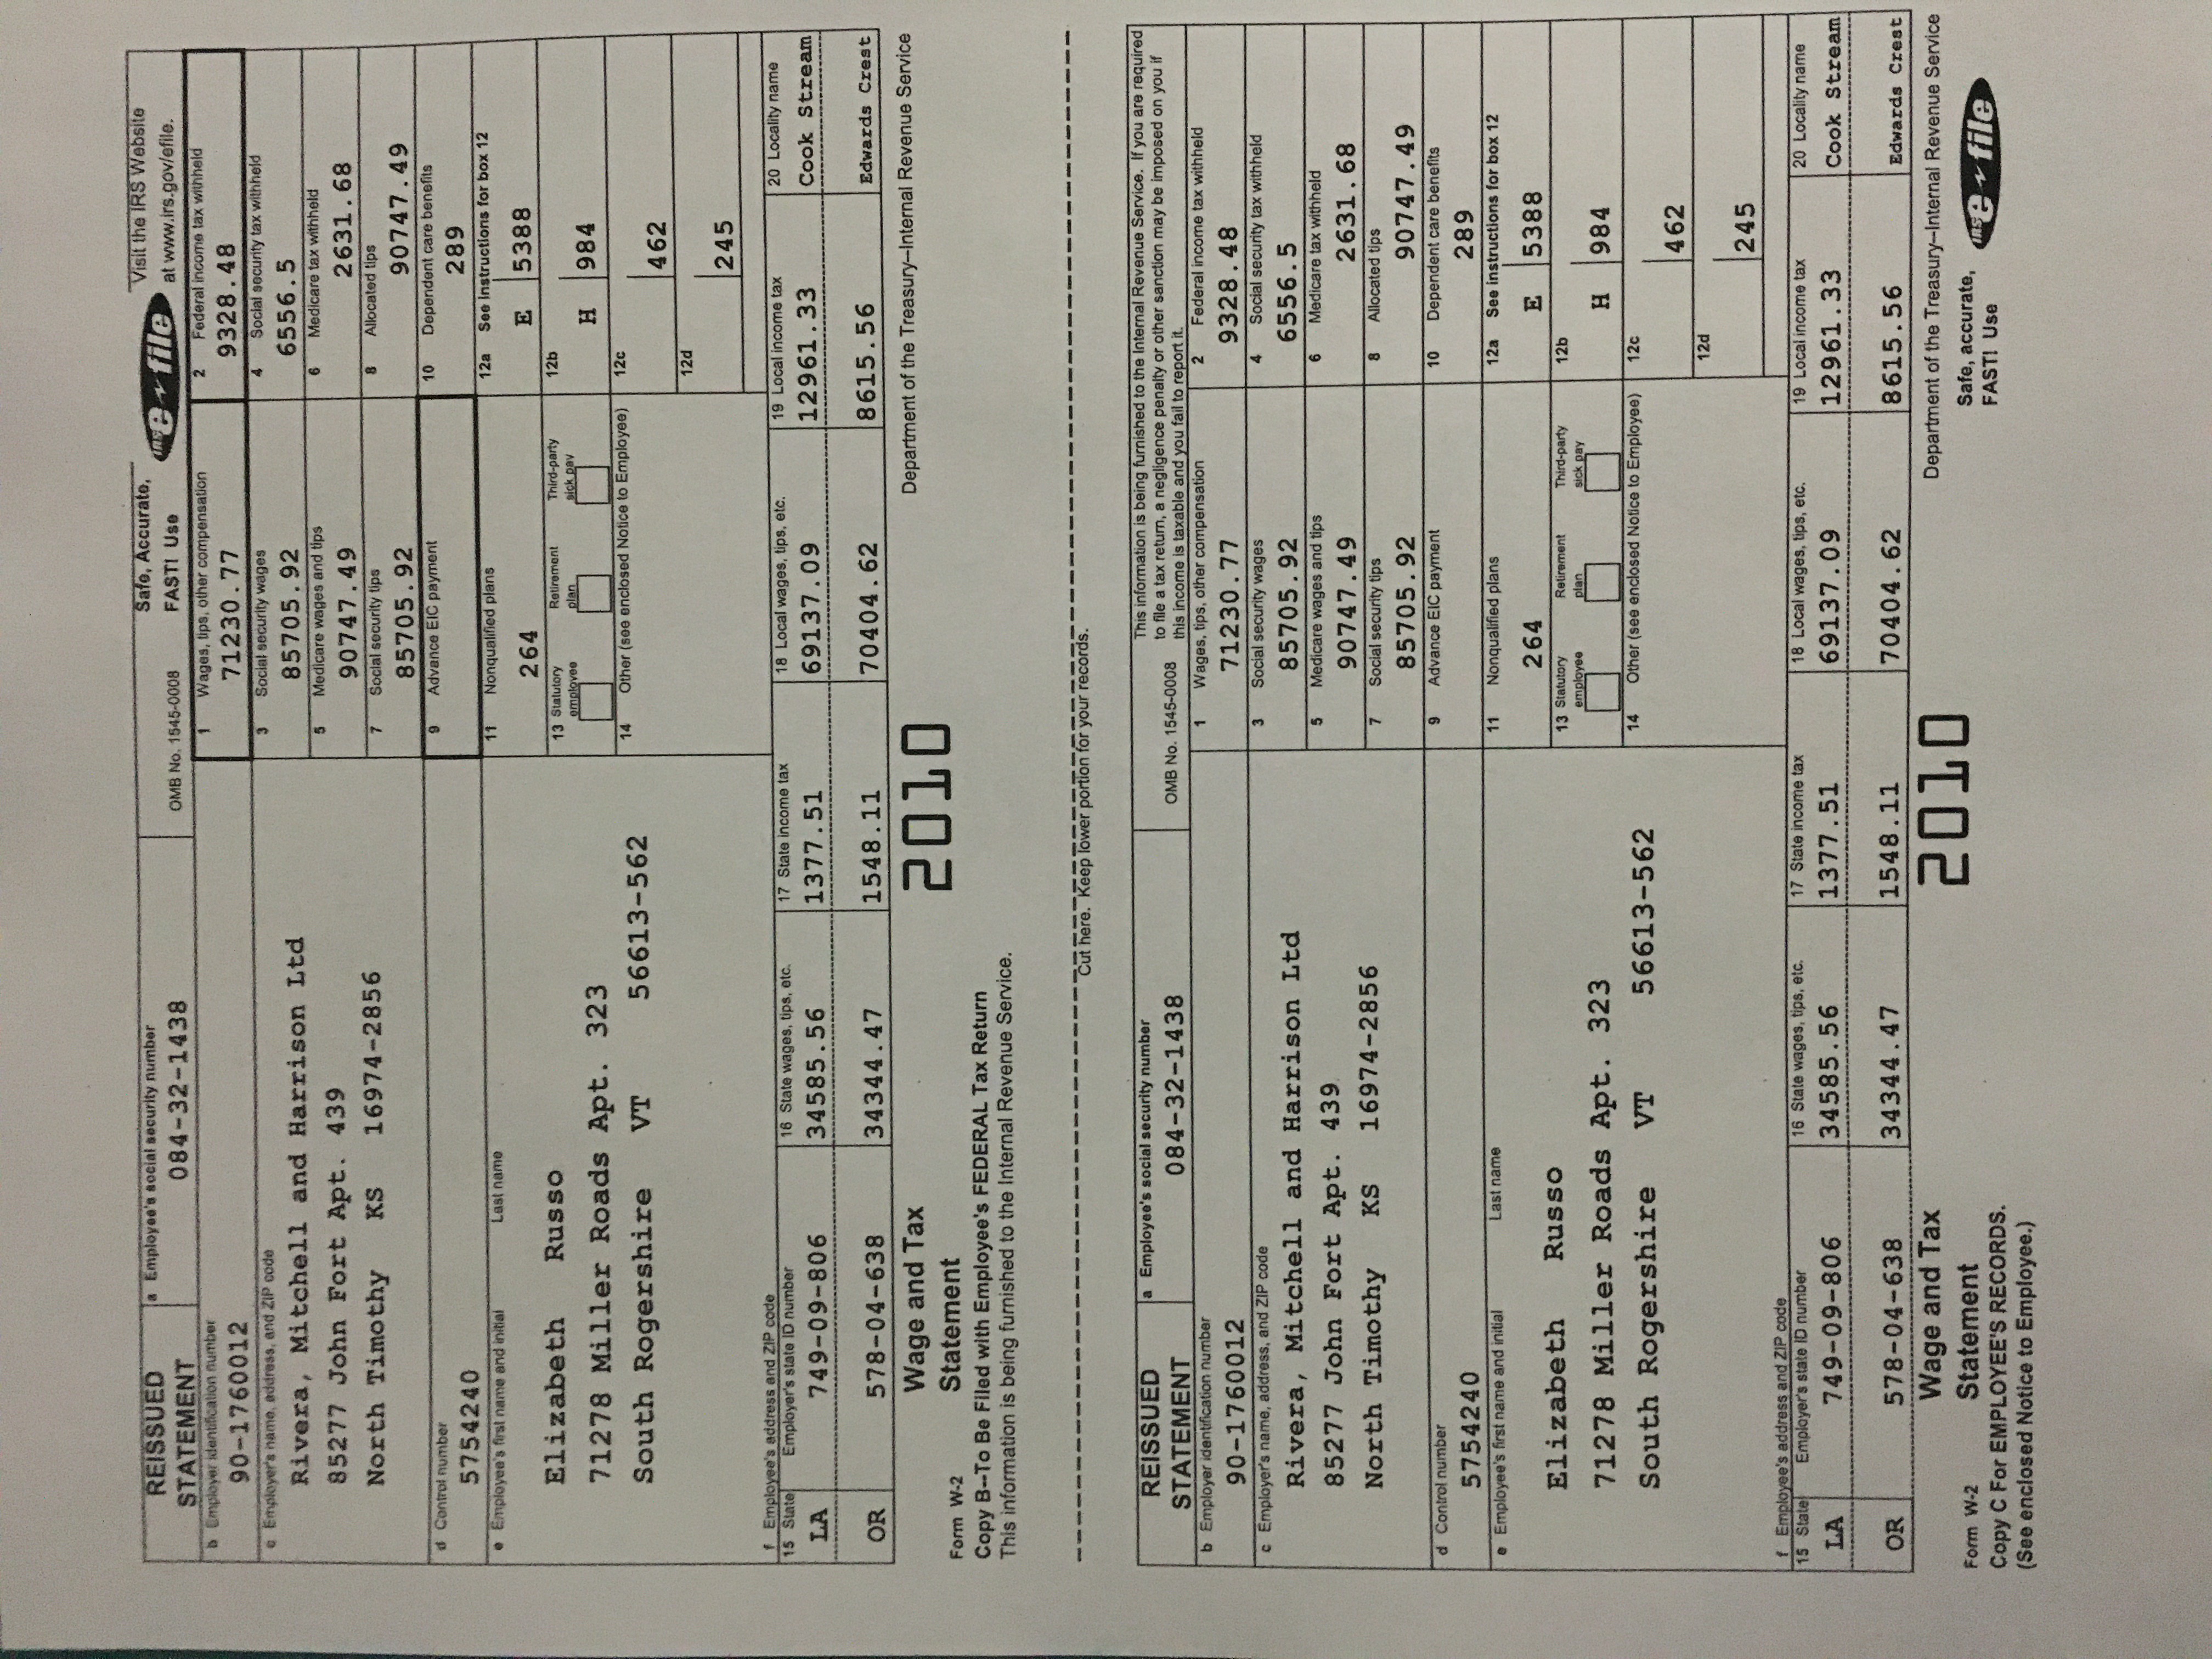 REISSUED STATEMENT
a Employee's social security number
084-32-1438
OMB No. 1545-0008
Safe, Accurate, FAST! Use
IRS e-file
Visit the IRS Website at www.irs.gov/efile.
b Employer identification number
90-1760012
1 Wages, tips, other compensation
71230.77
2 Federal income tax withheld
9328.48
c Employer's name, address, and ZIP code
Rivera, Mitchell and Harrison Ltd
85277 John Fort Apt. 439
North Timothy KS 16974-2856
3 Social security wages
85705.92
4 Social security tax withheld
6556.5
5 Medicare wages and tips
90747.49
6 Medicare tax withheld
2631.68
7 Social security tips
85705.92
8 Allocated tips
90747.49
d Control number
5754240
9 Advance EIC payment
10 Dependent care benefits
289
e Employee's first name and initial Last name
Elizabeth Russo
71278 Miller Roads Apt. 323
South Rogershire VT 56613-562
11 Nonqualified plans
264
12a See instructions for box 12
E 5388
13 Statutory employee Retirement plan Third-party sick pay
12b
H 984
14 Other (see enclosed Notice to Employee)
12c
462
12d
245
f Employee's address and ZIP code
15 State Employer's state ID number 16 State wages, tips, etc. 17 State income tax 18 Local wages, tips, etc. 19 Local income tax 20 Locality name
LA 749-09-806 34585.56 1377.51 69137.09 12961.33 Cook Stream
OR 578-04-638 34344.47 1548.11 70404.62 8615.56 Edwards Crest
Wage and Tax
Form W-2 Statement
2010
Department of the Treasury--Internal Revenue Service
Copy B--To Be Filed with Employee's FEDERAL Tax Return
This information is being furnished to the Internal Revenue Service.
Cut here. Keep lower portion for your records.
REISSUED STATEMENT
a Employee's social security number
084-32-1438
OMB No. 1545-0008
This information is being furnished to the Internal Revenue Service. If you are required
to file a tax return, a negligence penalty or other sanction may be imposed on you if
this income is taxable and you fail to report it.
b Employer identification number
90-1760012
1 Wages, tips, other compensation
71230.77
2 Federal income tax withheld
9328.48
c Employer's name, address, and ZIP code
Rivera, Mitchell and Harrison Ltd
85277 John Fort Apt. 439
North Timothy KS 16974-2856
3 Social security wages
85705.92
4 Social security tax withheld
6556.5
5 Medicare wages and tips
90747.49
6 Medicare tax withheld
2631.68
7 Social security tips
85705.92
8 Allocated tips
90747.49
d Control number
5754240
9 Advance EIC payment
10 Dependent care benefits
289
e Employee's first name and initial Last name
Elizabeth Russo
71278 Miller Roads Apt. 323
South Rogershire VT 56613-562
11 Nonqualified plans
264
12a See instructions for box 12
E 5388
13 Statutory employee Retirement plan Third-party sick pay
12b
H 984
14 Other (see enclosed Notice to Employee)
12c
462
12d
245
f Employee's address and ZIP code
15 State Employer's state ID number 16 State wages, tips, etc. 17 State income tax 18 Local wages, tips, etc. 19 Local income tax 20 Locality name
LA 749-09-806 34585.56 1377.51 69137.09 12961.33 Cook Stream
OR 578-04-638 34344.47 1548.11 70404.62 8615.56 Edwards Crest
Wage and Tax
Form W-2 Statement
2010
Department of the Treasury--Internal Revenue Service
Copy C For EMPLOYEE'S RECORDS.
(See enclosed Notice to Employee.)
Safe, accurate,
FAST! Use
IRS e-file